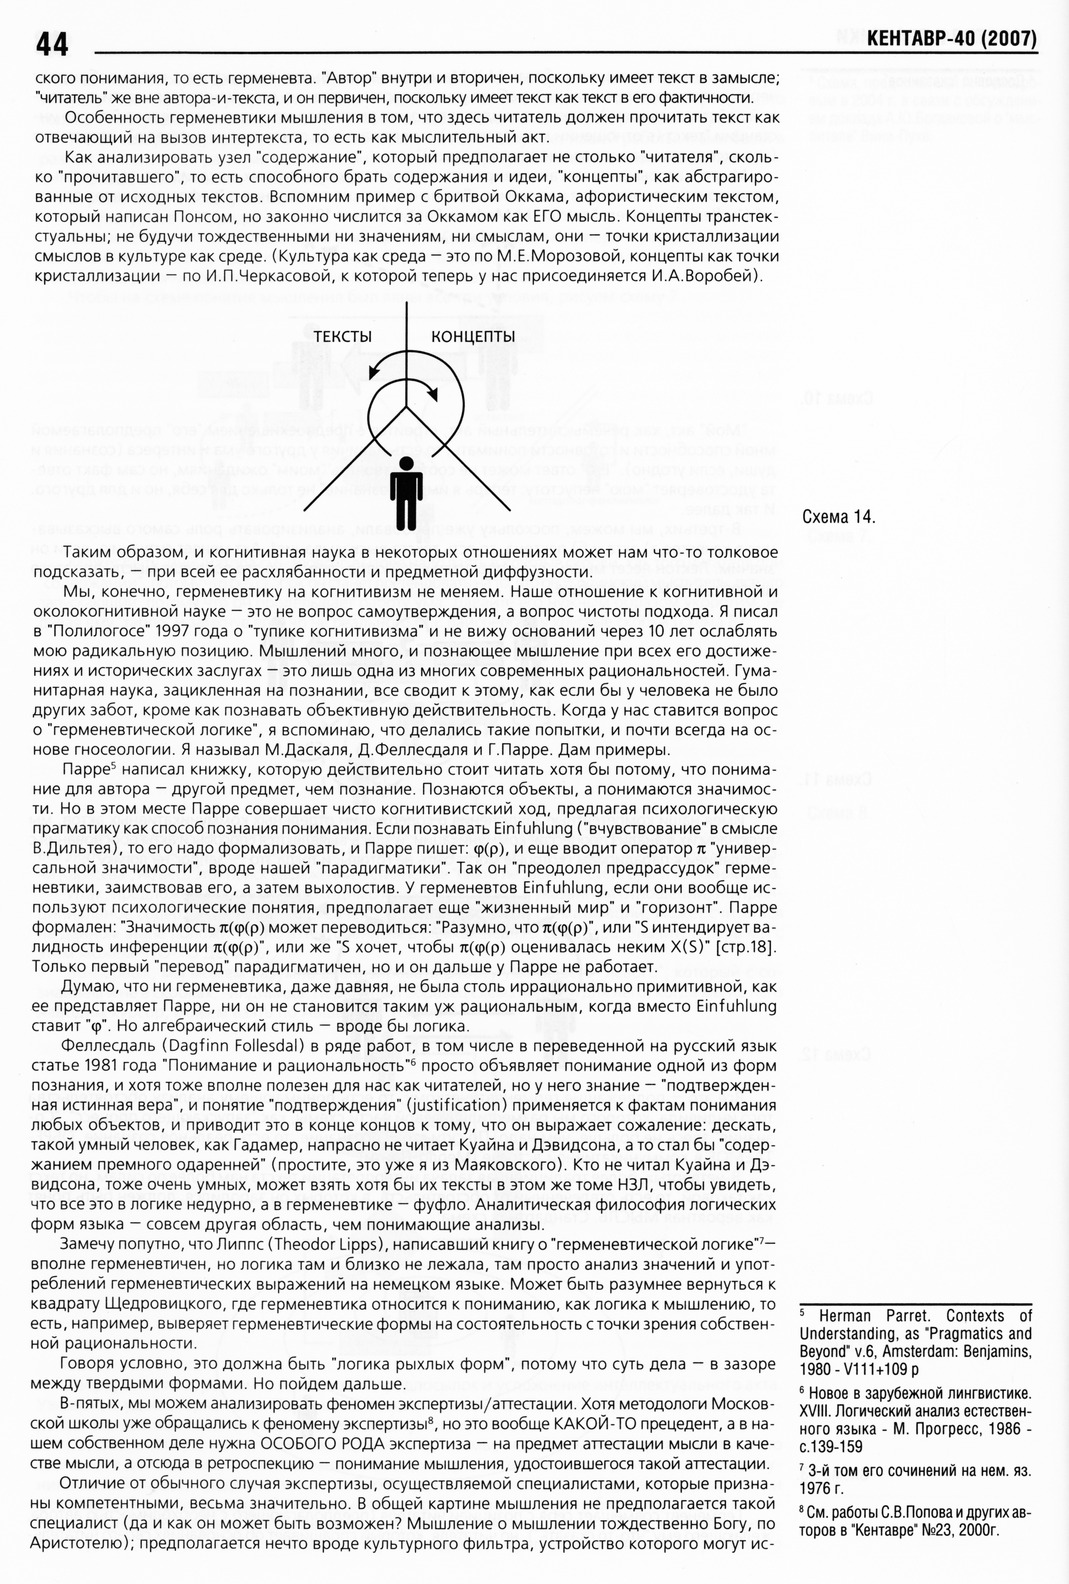 44
КЕНТАВР-40 (2007)
ского понимания, то есть герменевта. "Автор" внутри и вторичен, поскольку имеет текст в замысле;
"читатель" же вне автора-и-текста, и он первичен, поскольку имеет текст как текст в его фактичности.
Особенность герменевтики мышления в том, что здесь читатель должен прочитать текст как
отвечающий на вызов интертекста, то есть как мыслительный акт.
Как анализировать узел "содержание", который предполагает не столько "читателя", сколь-
ко "прочитавшего", то есть способного брать содержания и идеи, "концепты", как абстрагиро-
ванные от исходных текстов. Вспомним пример с бритвой Оккама, афористическим текстом,
который написан Понсом, но законно числится за Оккамом как ЕГО мысль. Концепты транстек-
стуальны; не будучи тождественными ни значениям, ни смыслам, они — точки кристаллизации
смыслов в культуре как среде. (Культура как среда — это по М.Е.Морозовой, концепты как точки
кристаллизации — по И.П.Черкасовой, к которой теперь у нас присоединяется И.А.Воробей).
ТЕКСТЫ КОНЦЕПТЫ
Схема 14.
Таким образом, и когнитивная наука в некоторых отношениях может нам что-то толковое
подсказать, — при всей ее расхлябанности и предметной диффузности.
Мы, конечно, герменевтику на когнитивизм не меняем. Наше отношение к когнитивной и
околокогнитивной науке — это не вопрос самоутверждения, а вопрос чистоты подхода. Я писал
в "Полилогосе" 1997 года о "тупике когнитивизма" и не вижу оснований через 10 лет ослаблять
мою радикальную позицию. Мышлений много, и познающее мышление при всех его достиже-
ниях и исторических заслугах — это лишь одна из многих современных рациональностей. Гума-
нитарная наука, зацикленная на познании, все сводит к этому, как если бы у человека не было
других забот, кроме как познавать объективную действительность. Когда у нас ставится вопрос
о "герменевтической логике", я вспоминаю, что делались такие попытки, и почти всегда на ос-
нове гносеологии. Я называл М.Даскаля, Д.Феллесдаля и Г.Парре. Дам примеры.
Парре⁵ написал книжку, которую действительно стоит читать хотя бы потому, что понима-
ние для автора — другой предмет, чем познание. Познаются объекты, а понимаются значимос-
ти. Но в этом месте Парре совершает чисто когнитивистский ход, предлагая психологическую
прагматику как способ познания понимания. Если познавать Einfuhlung ("вчувствование" в смысле
В.Дильтея), то его надо формализовать, и Парре пишет: φ(p), и еще вводит оператор π "универ-
сальной значимости", вроде нашей "парадигматики". Так он "преодолел предрассудок" герме-
невтики, заимствовав его, а затем выхолостив. У герменевтов Einfuhlung, если они вообще ис-
пользуют психологические понятия, предполагает еще "жизненный мир" и "горизонт". Парре
формален: "Значимость π(φ(p) может переводиться: "Разумно, что π(φ(p)", или "S интендирует ва-
лидность инференции π(φ(p)", или же "S хочет, чтобы π(φ(p) оценивалась неким X(S)" [стр.18].
Только первый "перевод" парадигматичен, но и он дальше у Парре не работает.
Думаю, что ни герменевтика, даже давняя, не была столь иррационально примитивной, как
ее представляет Парре, ни он не становится таким уж рациональным, когда вместо Einfuhlung
ставит "φ". Но алгебраический стиль — вроде бы логика.
Феллесдаль (Dagfinn Follesdal) в ряде работ, в том числе в переведенной на русский язык
статье 1981 года "Понимание и рациональность"⁶ просто объявляет понимание одной из форм
познания, и хотя тоже вполне полезен для нас как читателей, но у него знание — "подтвержден-
ная истинная вера", и понятие "подтверждения" (justification) применяется к фактам понимания
любых объектов, и приводит это в конце концов к тому, что он выражает сожаление: дескать,
такой умный человек, как Гадамер, напрасно не читает Куайна и Дэвидсона, а то стал бы "содер-
жанием премного одаренней" (простите, это уже я из Маяковского). Кто не читал Куайна и Дэ-
видсона, тоже очень умных, может взять хотя бы их тексты в этом же томе НЗЛ, чтобы увидеть,
что все это в логике недурно, а в герменевтике — фуфло. Аналитическая философия логических
форм языка — совсем другая область, чем понимающие анализы.
Замечу попутно, что Липпс (Theodor Lipps), написавший книгу о "герменевтической логике"⁷—
вполне герменевтичен, но логика там и близко не лежала, там просто анализ значений и упот-
реблений герменевтических выражений на немецком языке. Может быть разумнее вернуться к
квадрату Щедровицкого, где герменевтика относится к пониманию, как логика к мышлению, то
есть, например, выверяет герменевтические формы на состоятельность с точки зрения собствен-
ной рациональности.
Говоря условно, это должна быть "логика рыхлых форм", потому что суть дела — в зазоре
между твердыми формами. Но пойдем дальше.
В-пятых, мы можем анализировать феномен экспертизы/аттестации. Хотя методологи Москов-
ской школы уже обращались к феномену экспертизы⁸, но это вообще КАКОЙ-ТО прецедент, а в на-
шем собственном деле нужна ОСОБОГО РОДА экспертиза — на предмет аттестации мысли в каче-
стве мысли, а отсюда в ретроспекцию — понимание мышления, удостоившегося такой аттестации.
Отличие от обычного случая экспертизы, осуществляемой специалистами, которые призна-
ны компетентными, весьма значительно. В общей картине мышления не предполагается такой
специалист (да и как он может быть возможен? Мышление о мышлении тождественно Богу, по
Аристотелю); предполагается нечто вроде культурного фильтра, устройство которого могут ис-
⁵ Herman Parret. Contexts of
Understanding, as "Pragmatics and
Beyond" v.6, Amsterdam: Benjamins,
1980 - V111+109 p
⁶ Новое в зарубежной лингвистике.
XVIII. Логический анализ естествен-
ного языка - М. Прогресс, 1986 -
с.139-159
⁷ 3-й том его сочинений на нем. яз.
1976 г.
⁸ См. работы С.В.Попова и других ав-
торов в "Кентавре" №23, 2000г.